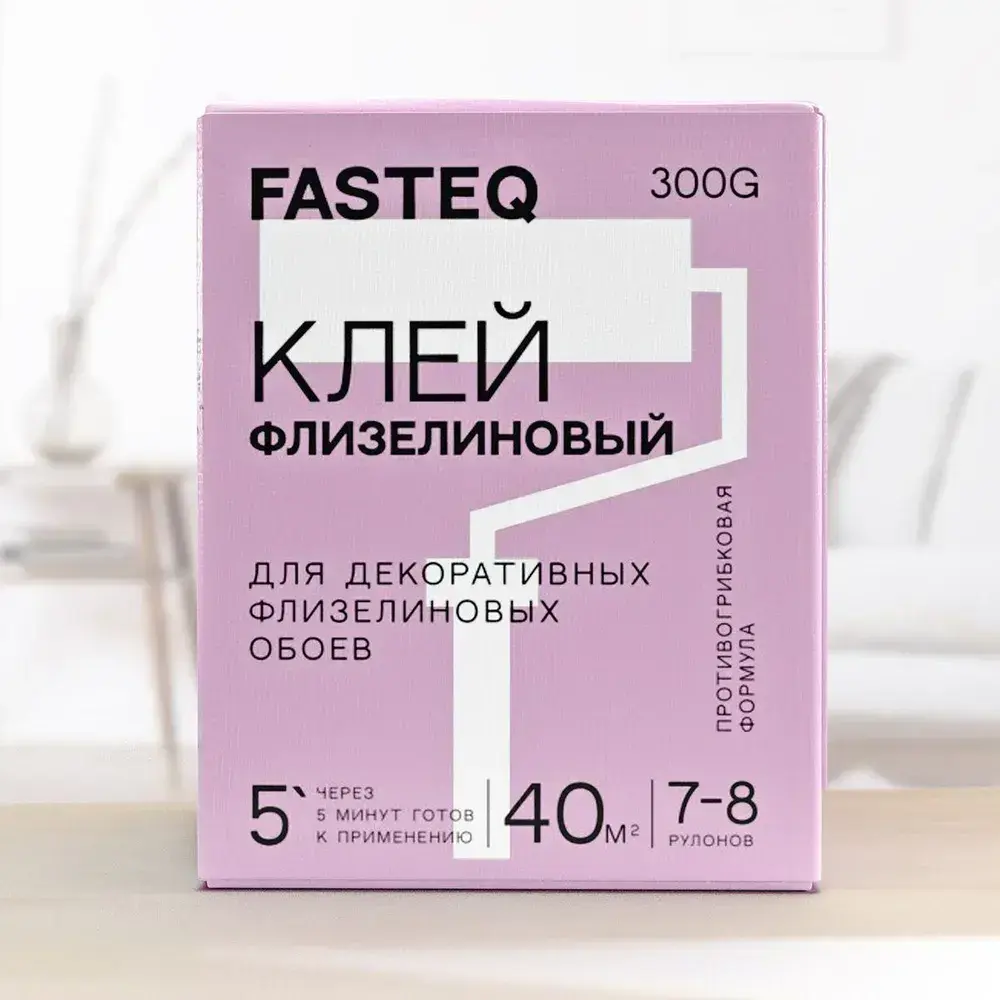 FASTEQ
300G
КЛЕЙ
ФЛИЗЕЛИНОВЫЙ
ДЛЯ ДЕКОРАТИВНЫХ
ФЛИЗЕЛИНОВЫХ
ОБОЕВ
ПРОТИВОГРИБКОВАЯ
ФОРМУЛА
5`
ЧЕРЕЗ
5 МИНУТ ГОТОВ
К ПРИМЕНЕНИЮ
40М²
7-8
РУЛОНОВ